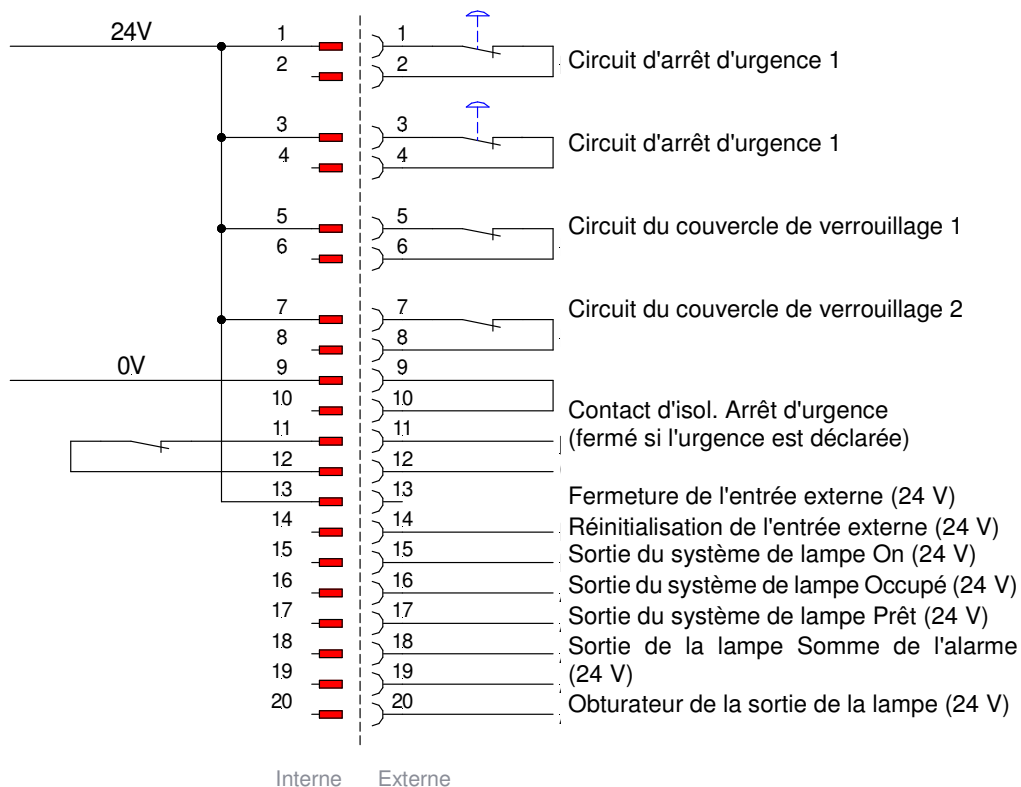 24V 1 1
2 2 Circuit d'arrêt d'urgence 1
3 3
4 4 Circuit d'arrêt d'urgence 1
5 5 Circuit du couvercle de verrouillage 1
6 6
7 7 Circuit du couvercle de verrouillage 2
8 8
0V 9 9
10 10 Contact d'isol. Arrêt d'urgence
11 11 (fermé si l'urgence est déclarée)
12 12
13 13 Fermeture de l'entrée externe (24 V)
14 14 Réinitialisation de l'entrée externe (24 V)
15 15 Sortie du système de lampe On (24 V)
16 16 Sortie du système de lampe Occupé (24 V)
17 17 Sortie du système de lampe Prêt (24 V)
18 18 Sortie de la lampe Somme de l'alarme
19 19 (24 V)
20 20 Obturateur de la sortie de la lampe (24 V)
Interne Externe